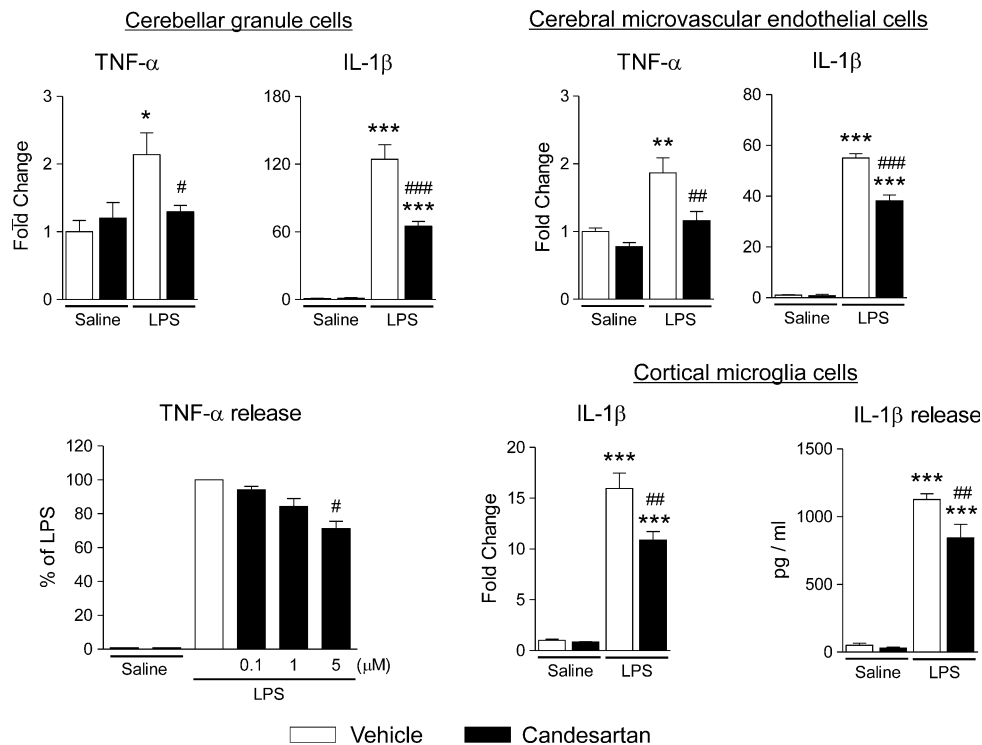 Cerebellar granule cells
TNF-α
IL-1β
Fold Change
3
2
1
0
*
#
Saline
LPS
180
120
60
0
***
###
***
Saline
LPS
Cerebral microvascular endothelial cells
TNF-α
IL-1β
Fold Change
3
2
1
0
**
##
Saline
LPS
80
60
40
20
0
***
###
***
Saline
LPS
TNF-α release
% of LPS
120
100
80
60
40
20
0
#
Saline
0.1
1
5
(μM)
LPS
Cortical microglia cells
IL-1β
Fold Change
20
15
10
5
0
***
##
***
Saline
LPS
IL-1β release
pg / ml
1500
1000
500
0
***
##
***
Saline
LPS
Vehicle
Candesartan